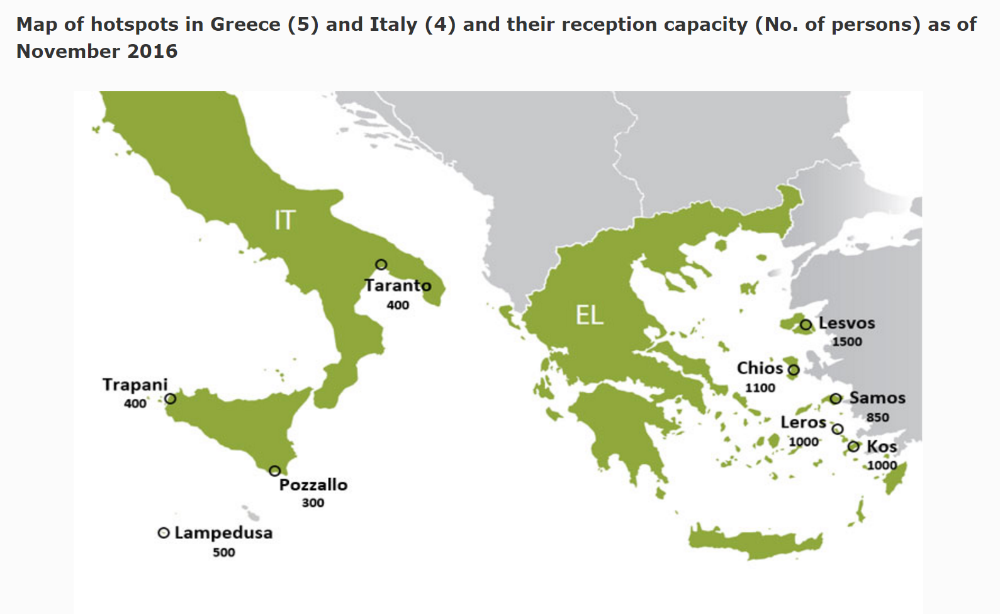 Map of hotspots in Greece (5) and Italy (4) and their reception capacity (No. of persons) as of
November 2016
IT
Taranto
400
EL
Lesvos
1500
Chios
1100
Trapani
400
Samos
850
Leros
1000
Kos
1000
Pozzallo
300
Lampedusa
500